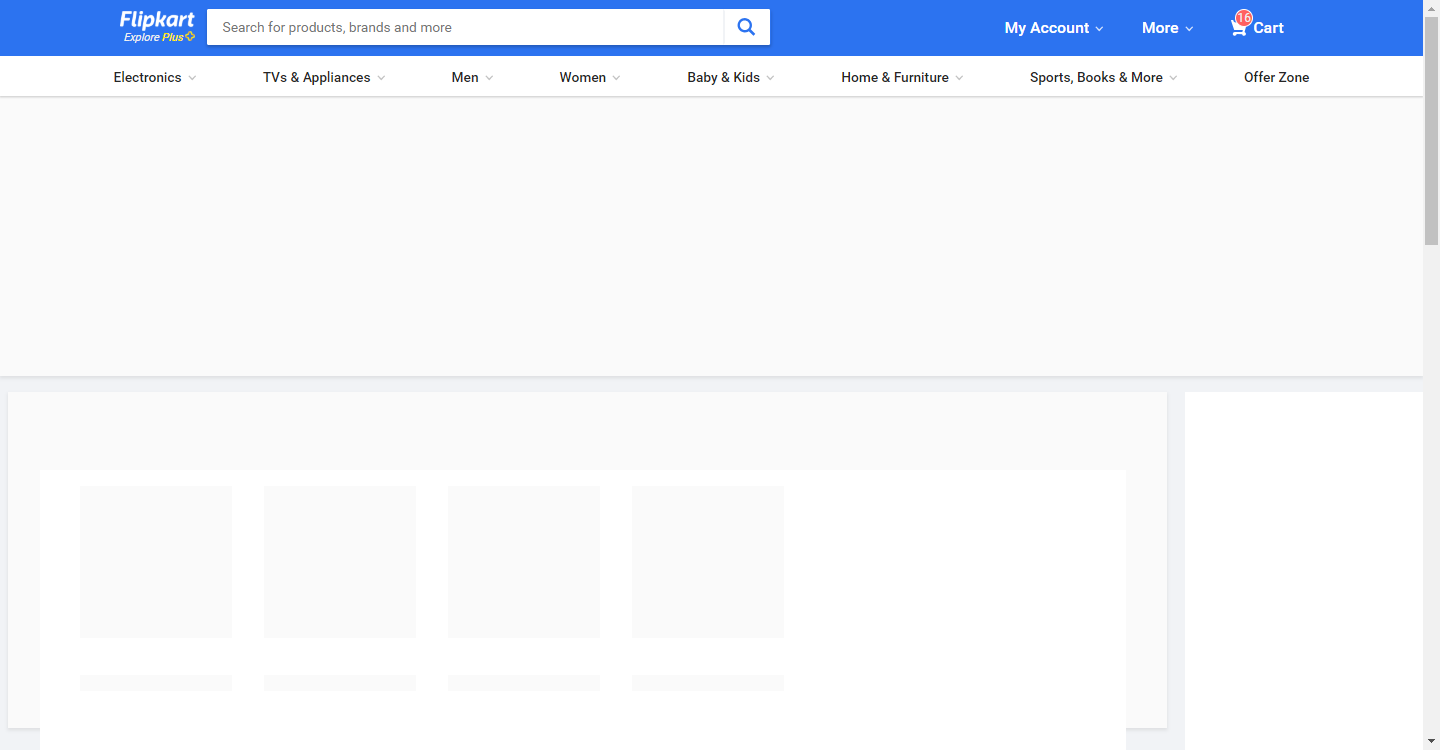 Flipkart
Explore Plus
Search for products, brands and more
My Account
More
16
Cart
Electronics
TVs & Appliances
Men
Women
Baby & Kids
Home & Furniture
Sports, Books & More
Offer Zone